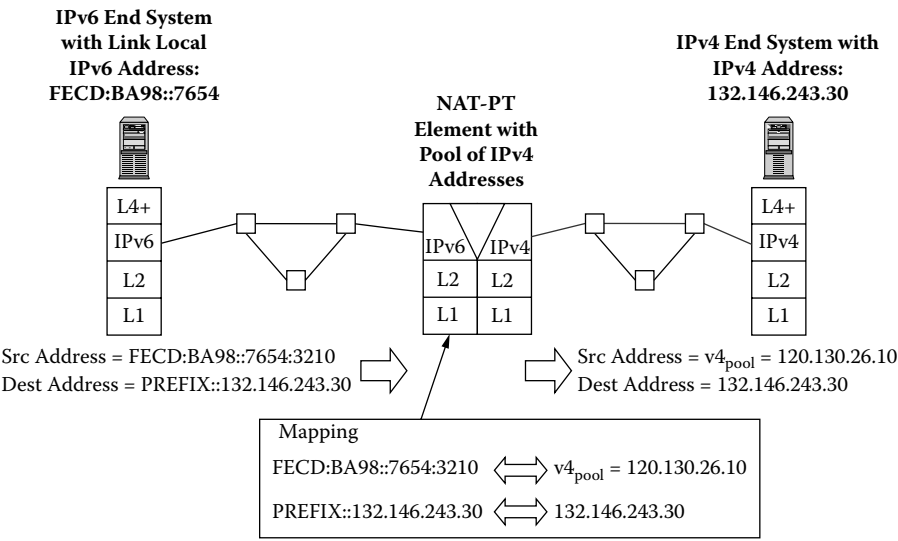 IPv6 End System
with Link Local
IPv6 Address:
FECD:BA98::7654
IPv4 End System with
IPv4 Address:
132.146.243.30
NAT-PT
Element with
Pool of IPv4
Addresses
L4+
IPv6
L2
L1
IPv6
IPv4
L2
L2
L1
L1
L4+
IPv4
L2
L1
Src Address = FECD:BA98::7654:3210
Dest Address = PREFIX::132.146.243.30
Src Address = v4pool = 120.130.26.10
Dest Address = 132.146.243.30
Mapping
FECD:BA98::7654:3210 v4pool = 120.130.26.10
PREFIX::132.146.243.30 132.146.243.30